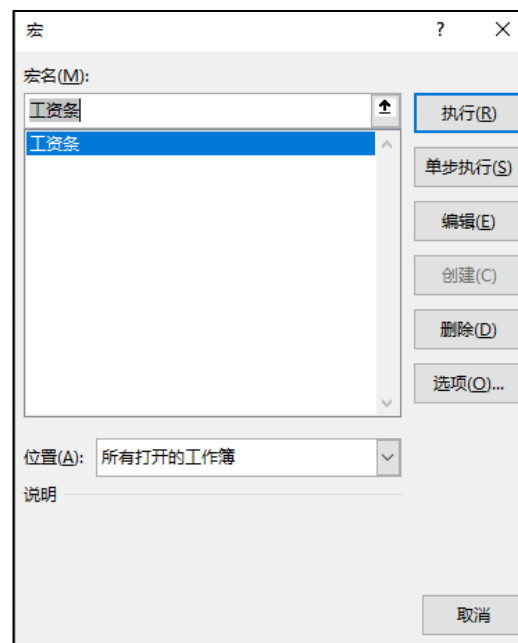 宏
?
宏名(M):
工资条
执行(R)
工资条
单步执行(S)
编辑(E)
创建(C)
删除(D)
选项(O)...
位置(A):
所有打开的工作簿
说明
取消